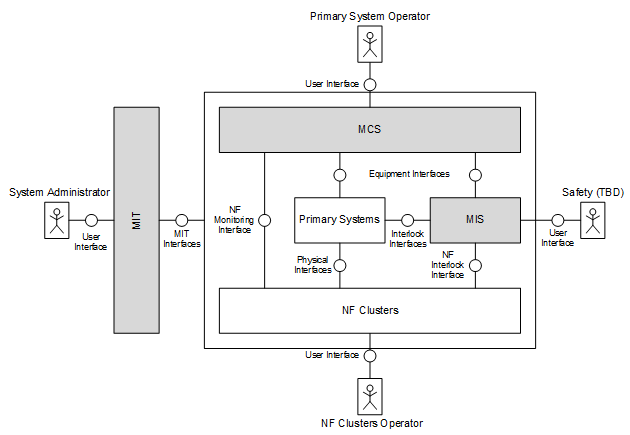 Primary System Operator
User Interface
MCS
Equipment Interfaces
System Administrator
Safety (TBD)
MIT
NF
Monitoring
Interface
Primary Systems
MIS
User
Interface
MIT
Interfaces
Interlock
Interfaces
User
Interface
Physical
Interfaces
NF
Interlock
Interface
NF Clusters
User Interface
NF Clusters Operator